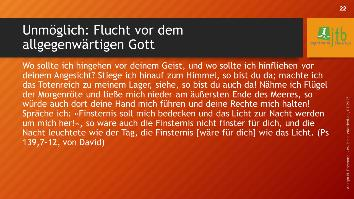 22
Unmöglich: Flucht vor dem
allgegenwärtigen Gott
jtb
Wo sollte ich hingehen vor deinem Geist, und wo sollte ich hinfliehen vor
deinem Angesicht? Stiege ich hinauf zum Himmel, so bist du da; machte ich
das Totenreich zu meinem Lager, siehe, so bist du auch da! Nähme ich Flügel
der Morgenröte und ließe mich nieder am äußersten Ende des Meeres, so
würde auch dort deine Hand mich führen und deine Rechte mich halten!
Spräche ich: »Finsternis soll mich bedecken und das Licht zur Nacht werden
um mich her!«, so wäre auch die Finsternis nicht finster für dich, und die
Nacht leuchtete wie der Tag, die Finsternis [wäre für dich] wie das Licht. (Ps
139,7-12, von David)